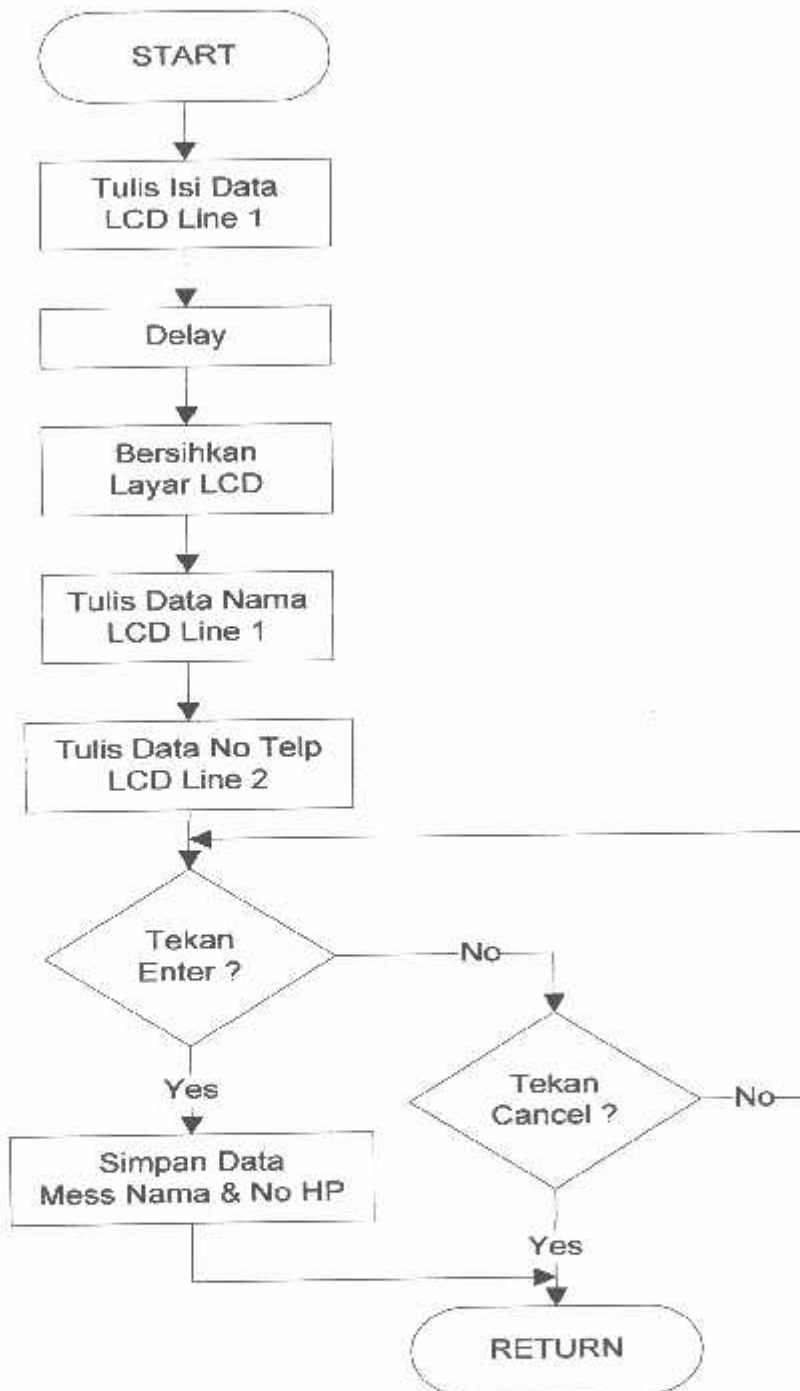 START
Tulis Isi Data
LCD Line 1
Delay
Bersihkan
Layar LCD
Tulis Data Nama
LCD Line 1
Tulis Data No Telp
LCD Line 2
Tekan
Enter ?
No
Yes
Tekan
Cancel ?
No
Simpan Data
Mess Nama & No HP
Yes
RETURN